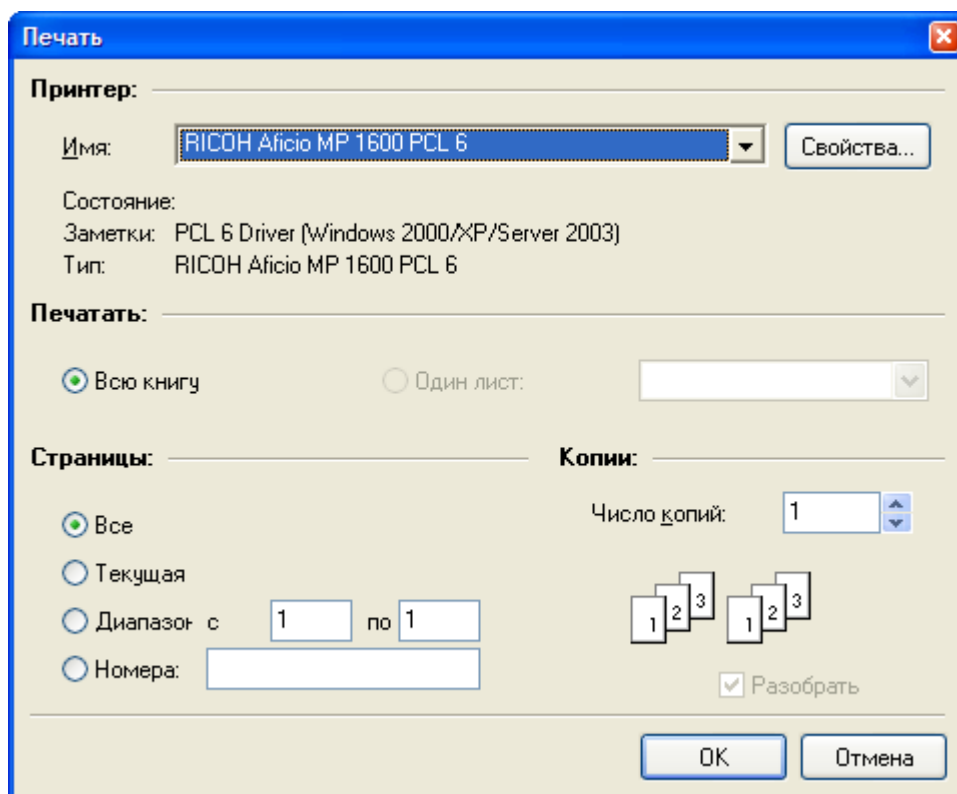 Печать
Принтер:
Имя: RICOH Aficio MP 1600 PCL 6 Свойства...
Состояние:
Заметки: PCL 6 Driver (Windows 2000/XP/Server 2003)
Тип: RICOH Aficio MP 1600 PCL 6
Печатать:
Всю книгу Один лист:
Страницы: Копии:
Все Число копий: 1
Текущая
Диапазон с 1 по 1
1 2 3 1 2 3
Номера:
Разобрать
OK Отмена